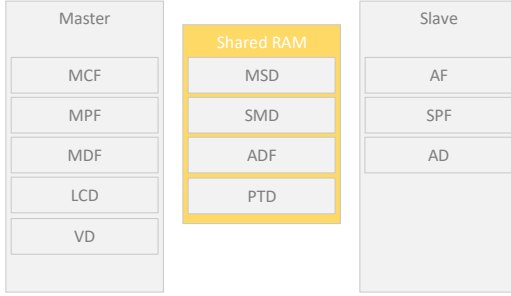 Master
MCF
MPF
MDF
LCD
VD
Shared RAM
MSD
SMD
ADF
PTD
Slave
AF
SPF
AD